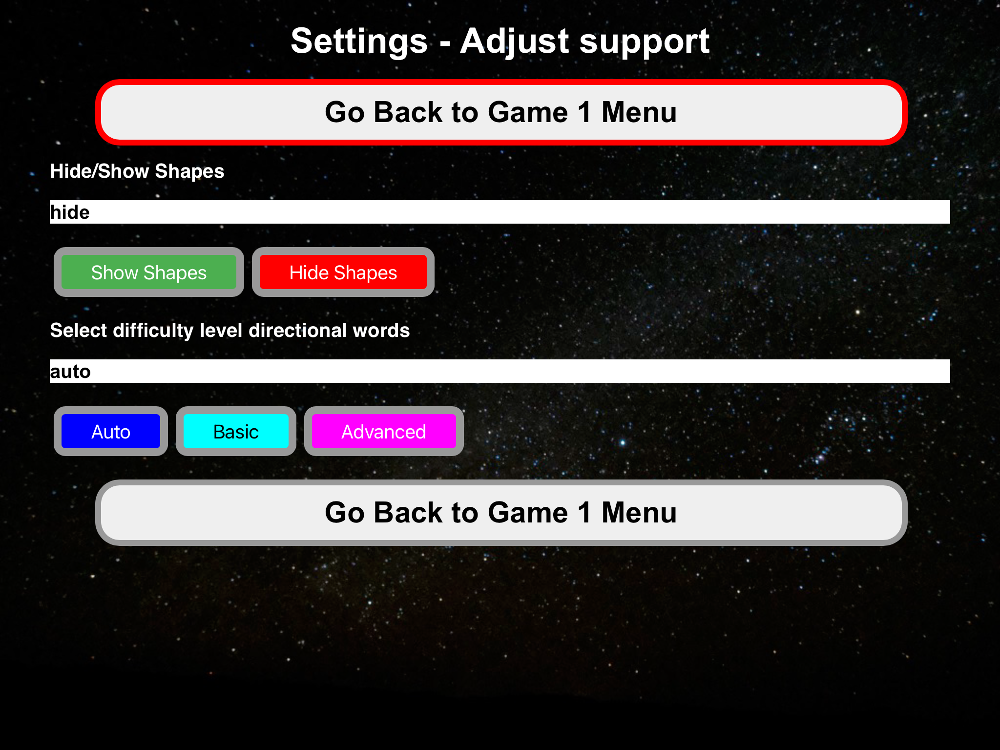 Settings - Adjust support
Go Back to Game 1 Menu
Hide/Show Shapes
hide
Show Shapes Hide Shapes
Select difficulty level directional words
auto
Auto Basic Advanced
Go Back to Game 1 Menu